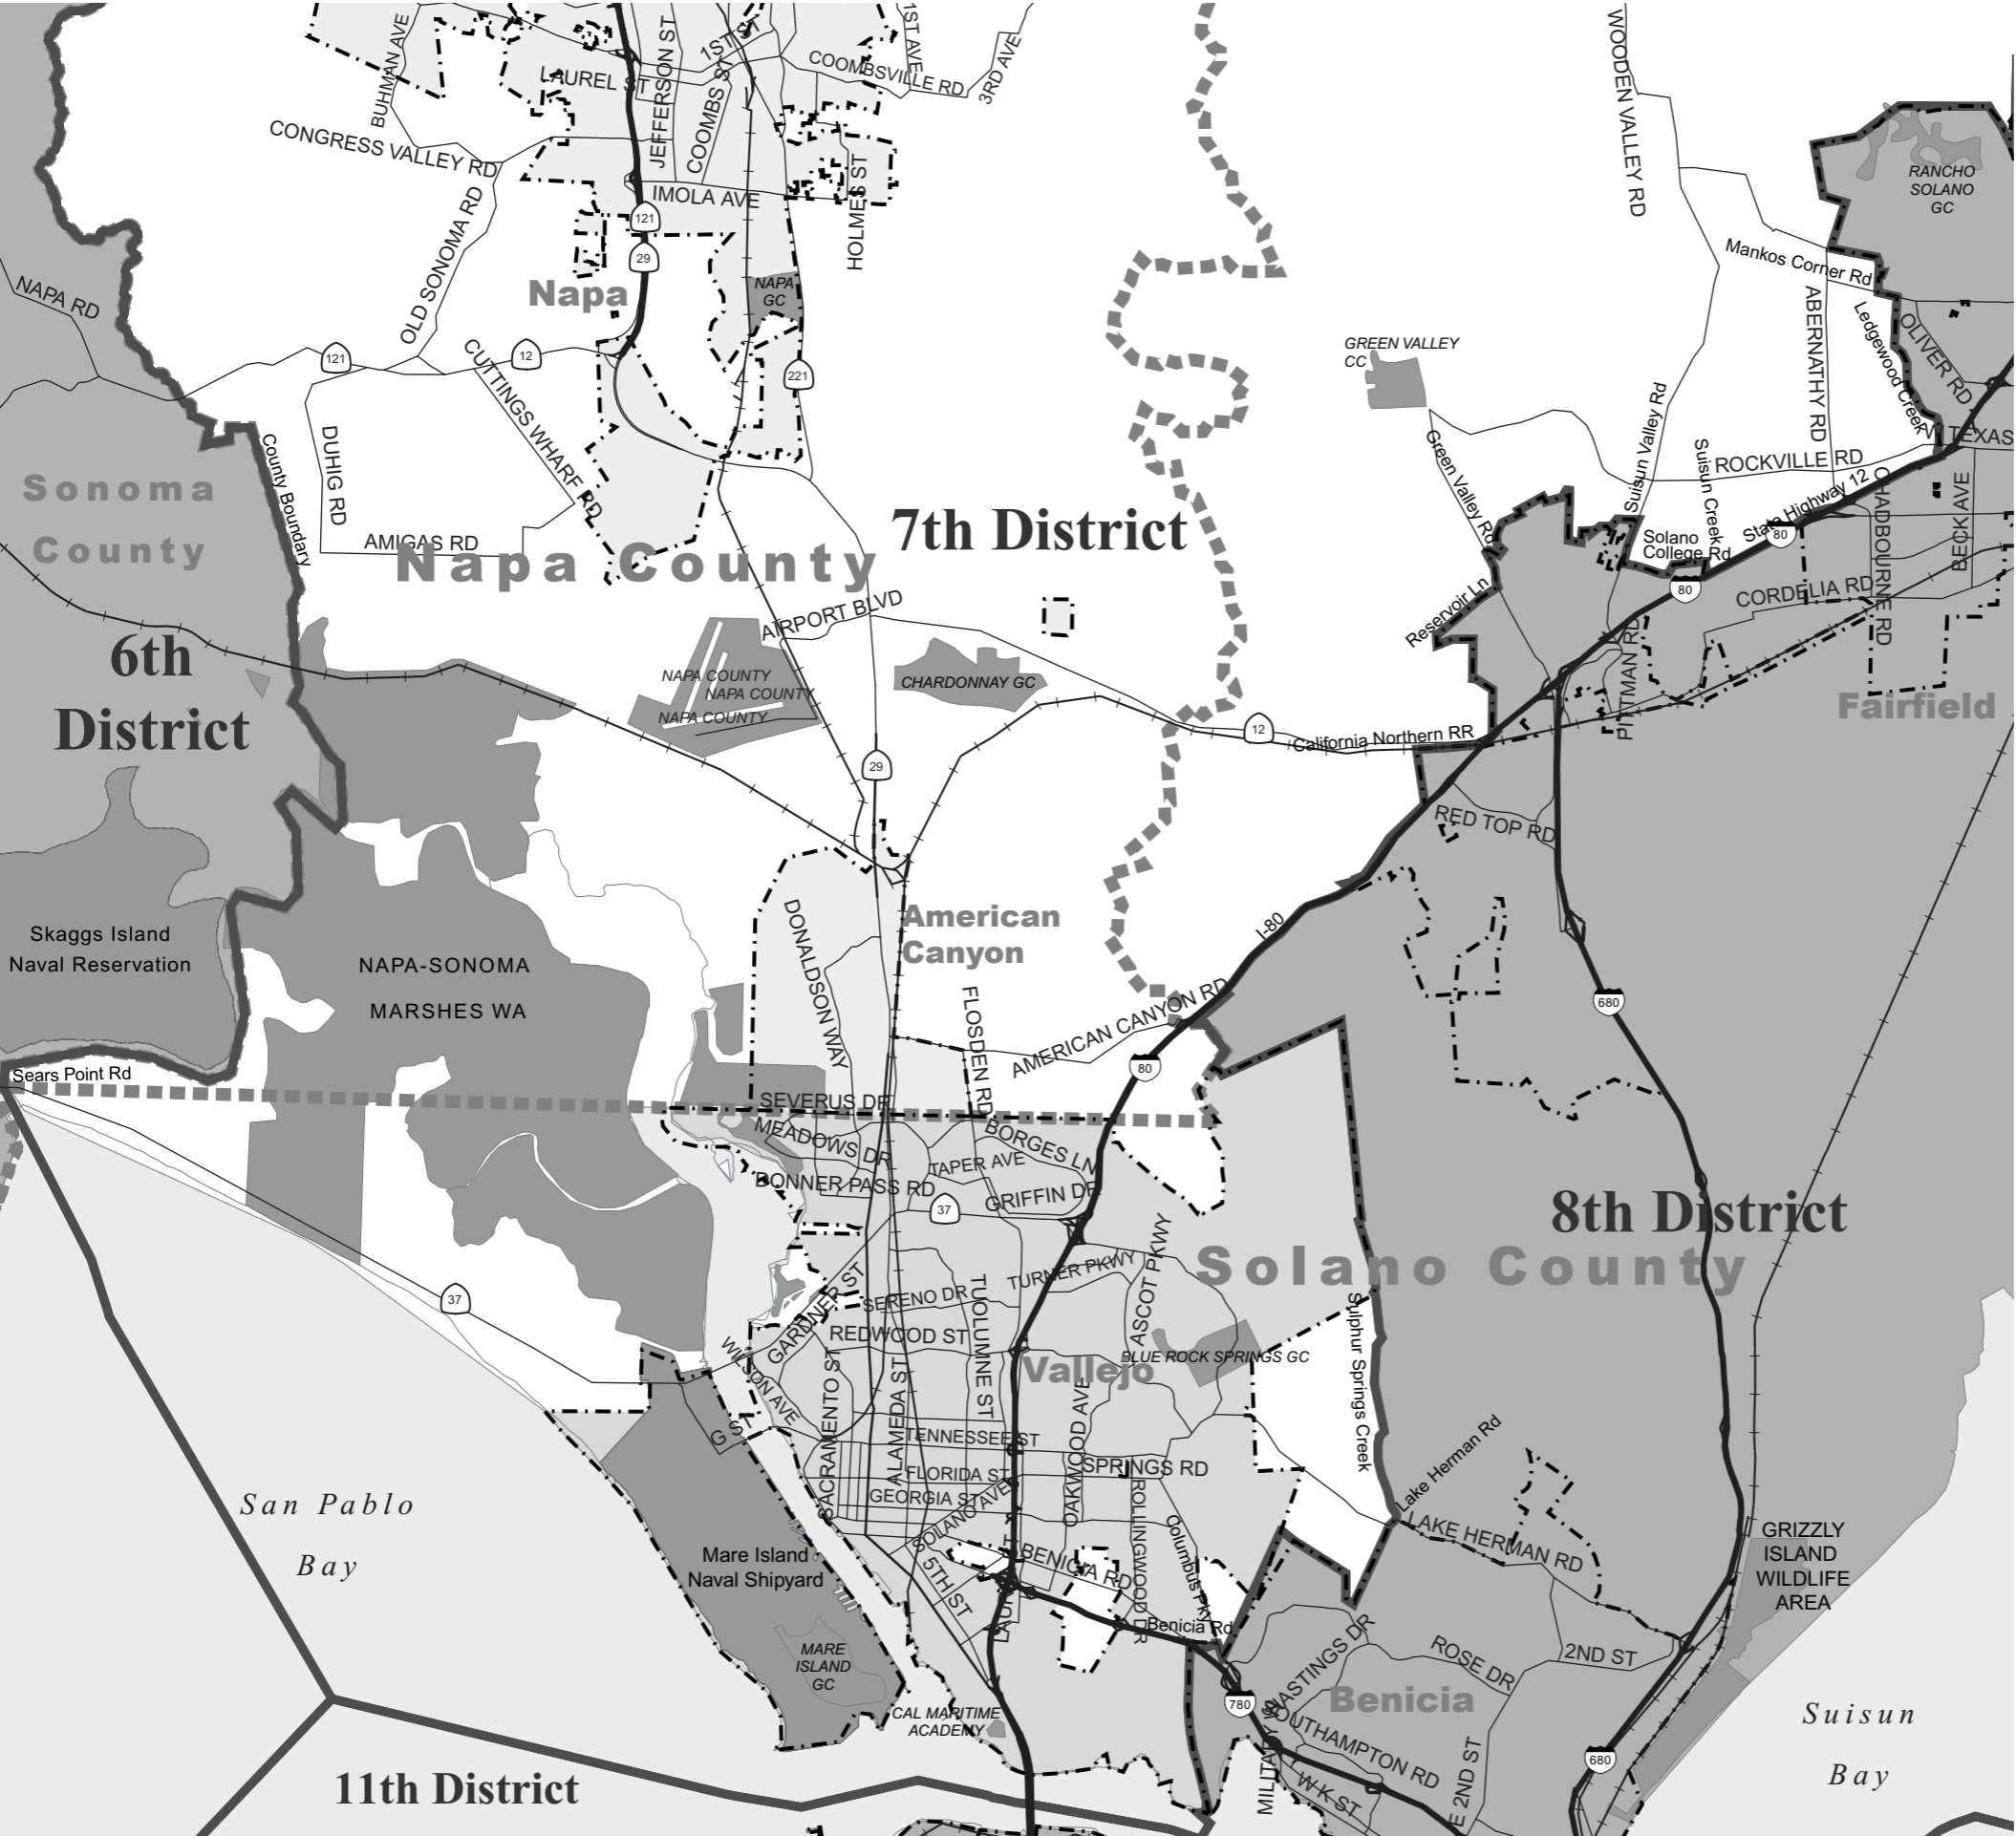 BUHMAN AVE
LAUREL ST
JEFFERSON ST
1ST ST
COOMBS ST
1ST AVE
COOMBSVILLE RD
3RD AVE
WOODEN VALLEY RD
CONGRESS VALLEY RD
RANCHO
SOLANO
GC
OLD SONOMA RD
IMOLA AVE
HOLMES ST
121
29
Mankos Corner Rd
NAPA RD
Napa
NAPA
GC
ABERNATHY RD
Ledgewood Creek
OLIVER RD
121
CUTTINGS WHARF RD
12
221
GREEN VALLEY
CC
Sonoma
County
County Boundary
DUHIG RD
AMIGAS RD
Napa County
7th District
Green Valley Rd
Suisun Valley Rd
Suisun Creek
ROCKVILLE RD
W TEXAS
State Highway 12
CHADBOURNE RD
BECK AVE
Solano
College Rd
80
80
CORDELIA RD
Reservoir Ln
PITTMAN RD
6th
District
AIRPORT BLVD
NAPA COUNTY
NAPA COUNTY
NAPA COUNTY
CHARDONNAY GC
Fairfield
12
California Northern RR
29
RED TOP RD
Skaggs Island
Naval Reservation
NAPA-SONOMA
MARSHES WA
DONALDSON WAY
American
Canyon
I-80
FLOSDEN RD
AMERICAN CANYON RD
680
80
Sears Point Rd
SEVERUS DR
MEADOWS DR
BORGES LN
TAPER AVE
DONNER PASS RD
GRIFFIN DR
37
8th District
Solano County
TURNER PKWY
ASCOT PKWY
37
GARDNER ST
SERENO DR
TUOLUMNE ST
REDWOOD ST
WILSON AVE
Vallejo
BLUE ROCK SPRINGS GC
Sulphur Springs Creek
SACRAMENTO ST
ALAMEDA ST
OAKWOOD AVE
G ST
TENNESSEE ST
FLORIDA ST
SPRINGS RD
GEORGIA ST
SOLANO AVE
ROLLINGWOOD DR
Columbus Pky
Lake Herman Rd
LAKE HERMAN RD
San Pablo
Bay
Mare Island
Naval Shipyard
5TH ST
BENICIA RD
Benicia Rd
GRIZZLY
ISLAND
WILDLIFE
AREA
MARE
ISLAND
GC
CAL MARITIME
ACADEMY
780
HASTINGS DR
ROSE DR
2ND ST
Benicia
SOUTHAMPTON RD
W K ST
E 2ND ST
680
Suisun
Bay
11th District